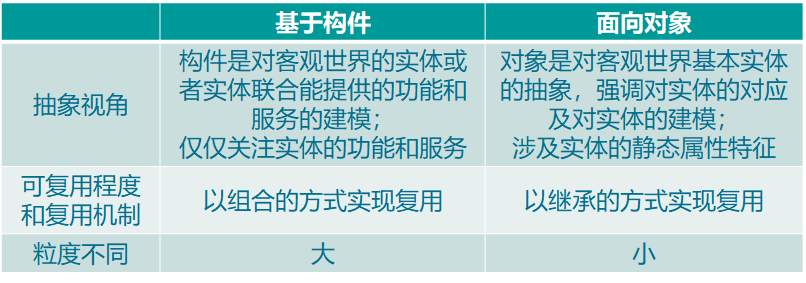 基于构件
面向对象
抽象视角
构件是对客观世界的实体或
者实体联合能提供的功能和
服务的建模；
仅仅关注实体的功能和服务
对象是对客观世界基本实体
的抽象，强调对实体的对应
及对实体的建模；
涉及实体的静态属性特征
可复用程度
和复用机制
以组合的方式实现复用
以继承的方式实现复用
粒度不同
大
小